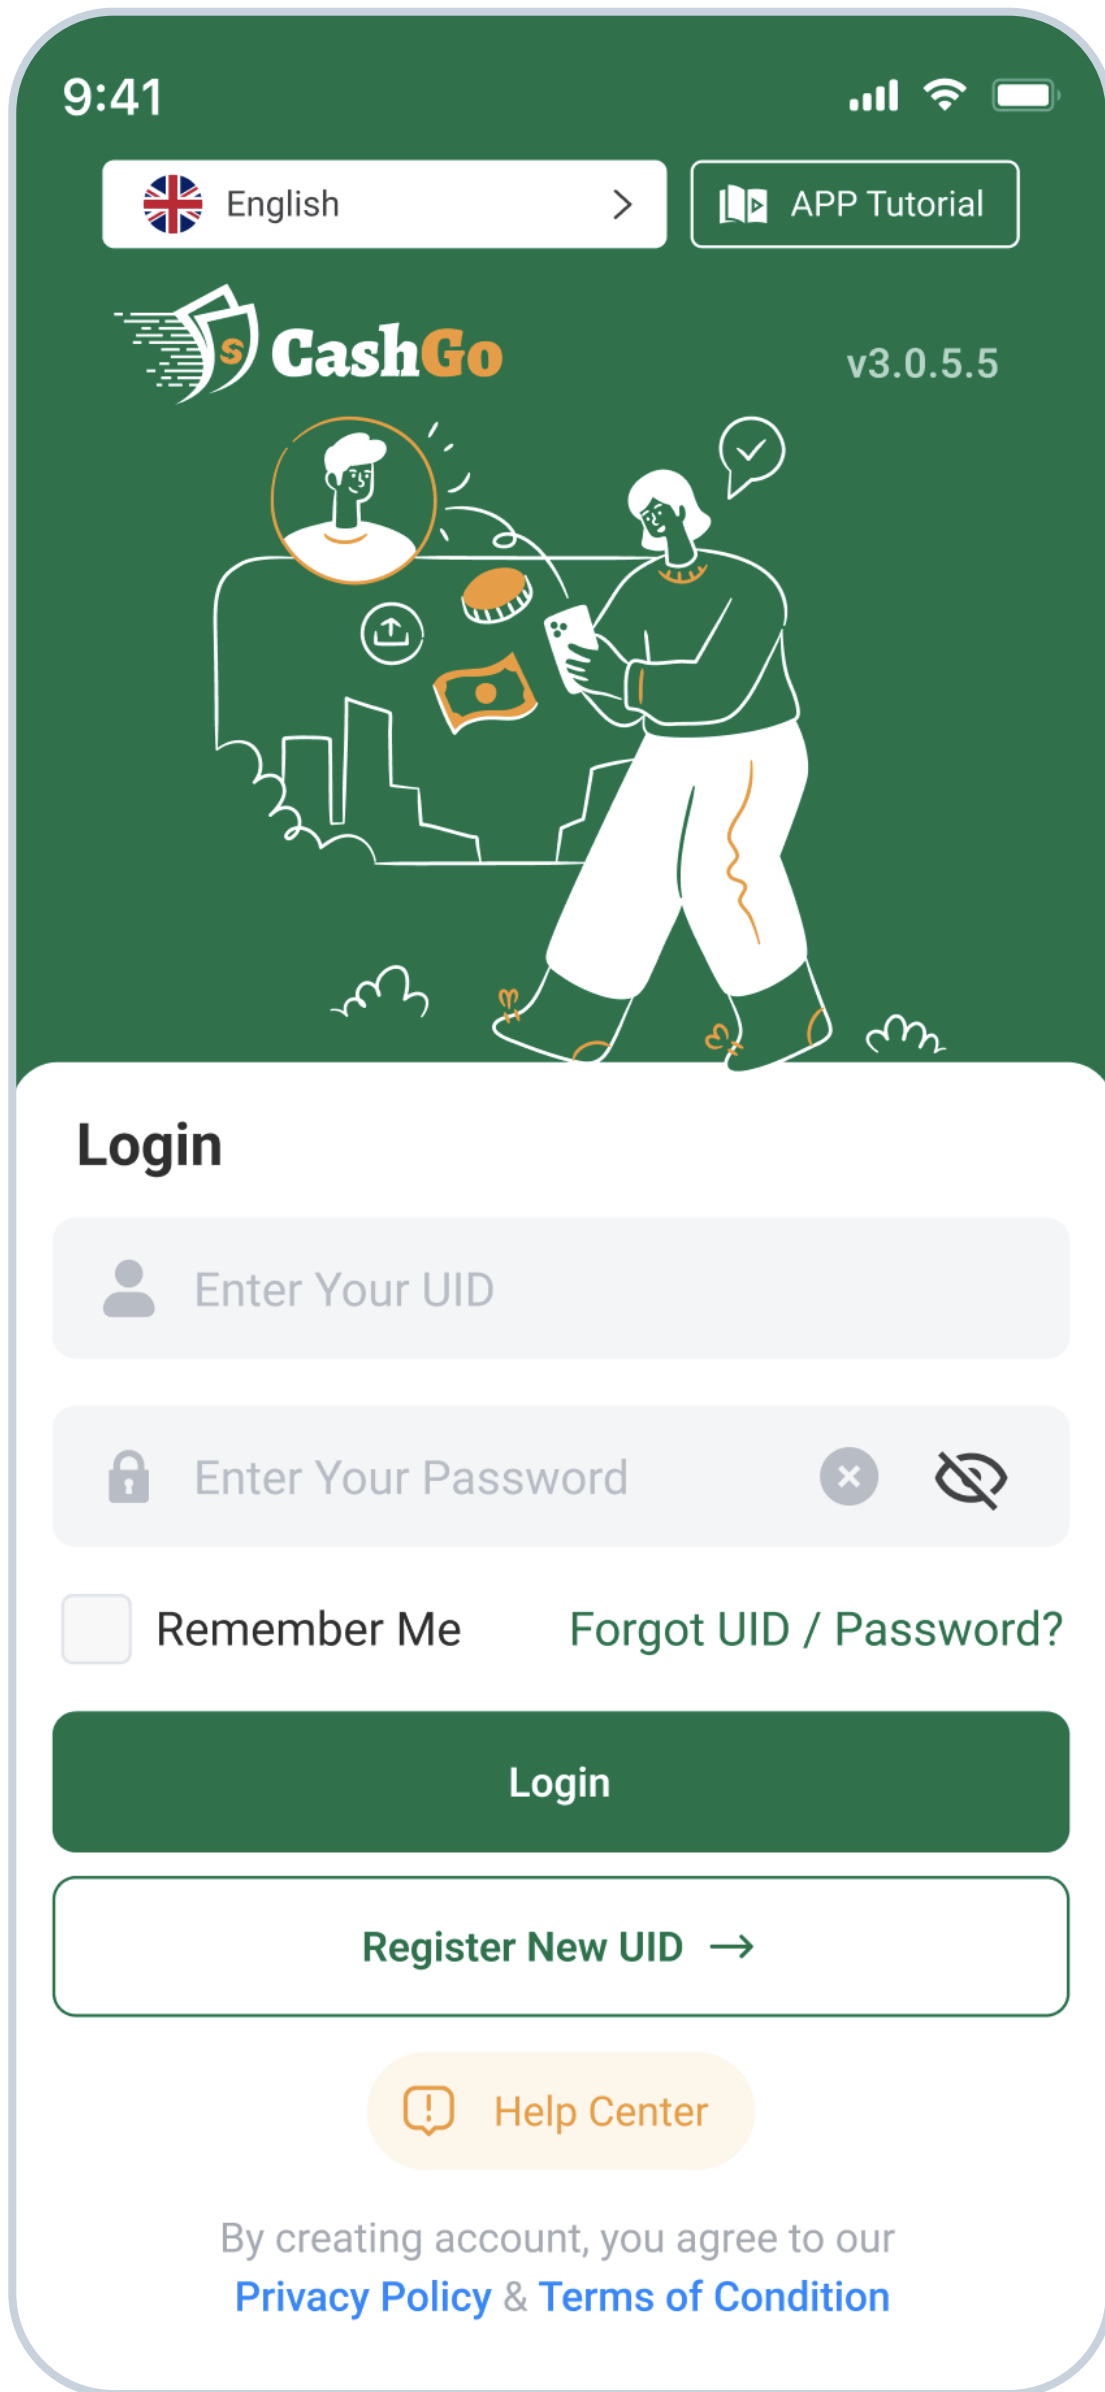 9:41
English
APP Tutorial
S
CashGo
v3.0.5.5
Login
Enter Your UID
Enter Your Password
Remember Me
Forgot UID / Password?
Login
Register New UID →
Help Center
By creating account, you agree to our
Privacy Policy & Terms of Condition